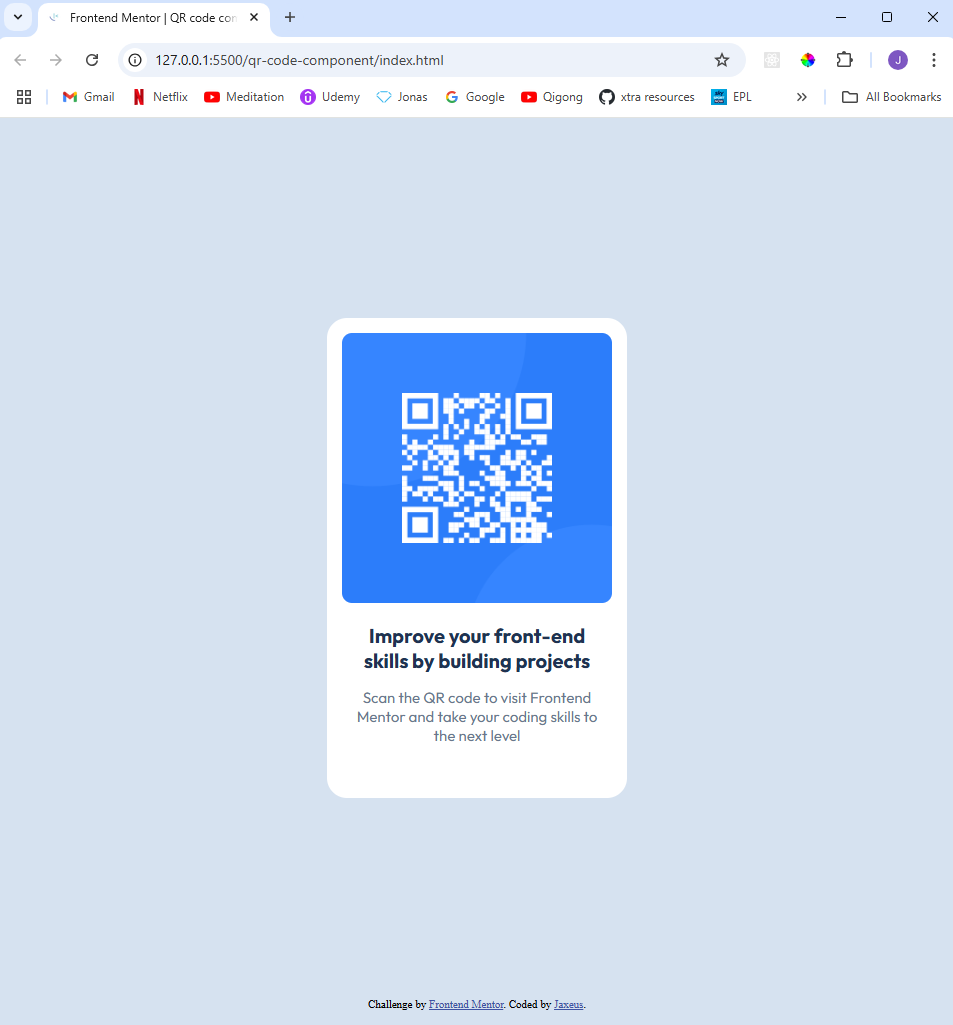 Frontend Mentor | QR code con
127.0.0.1:5500/qr-code-component/index.html
J
Gmail
Netflix
Meditation
Udemy
Jonas
Google
Qigong
xtra resources
EPL
All Bookmarks
Improve your front-end
skills by building projects
Scan the QR code to visit Frontend
Mentor and take your coding skills to
the next level
Challenge by Frontend Mentor. Coded by Jaxeus.